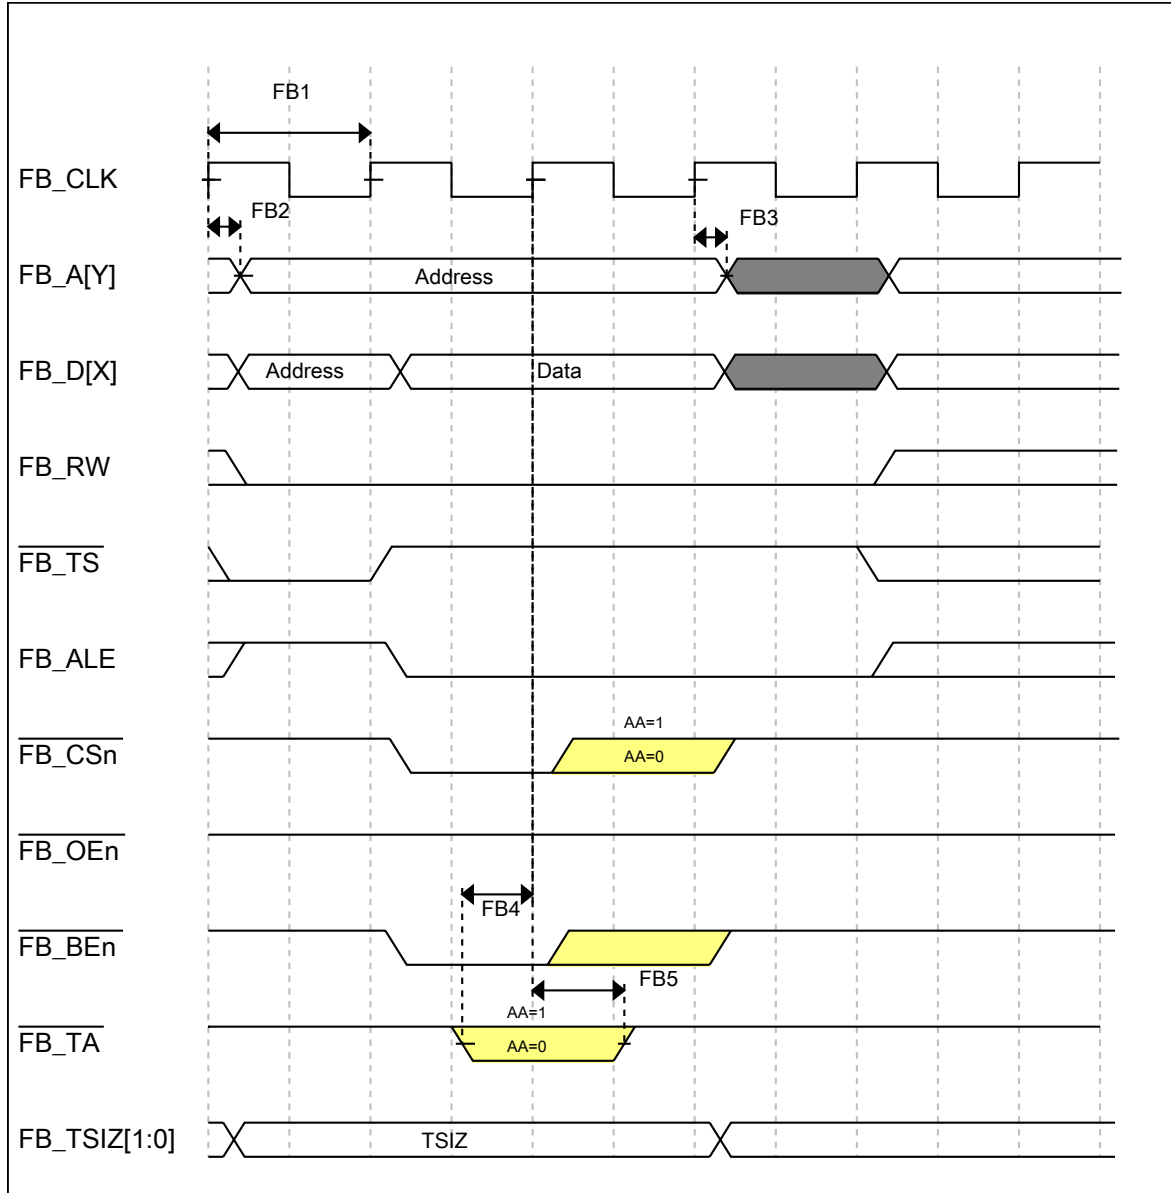 FB1
FB_CLK
FB2
FB3
FB_A[Y]
Address
FB_D[X]
Address
Data
FB_RW
FB_TS
FB_ALE
AA=1
FB_CSn
AA=0
FB_OEn
FB4
FB_BEn
FB5
AA=1
FB_TA
AA=0
FB_TSIZ[1:0]
TSIZ